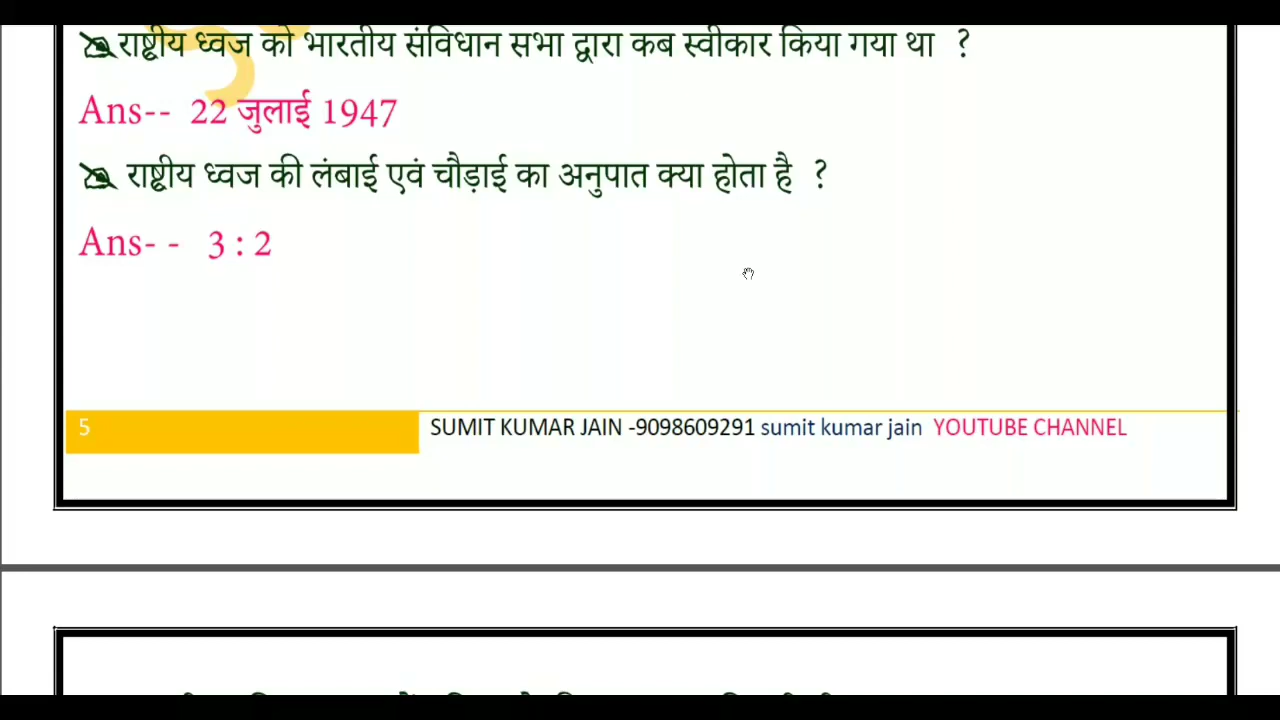 राष्ट्रीय ध्वज को भारतीय संविधान सभा द्वारा कब स्वीकार किया गया था ?
Ans-- 22 जुलाई 1947
राष्ट्रीय ध्वज की लंबाई एवं चौड़ाई का अनुपात क्या होता है ?
Ans- - 3 : 2
5 SUMIT KUMAR JAIN -9098609291 sumit kumar jain YOUTUBE CHANNEL